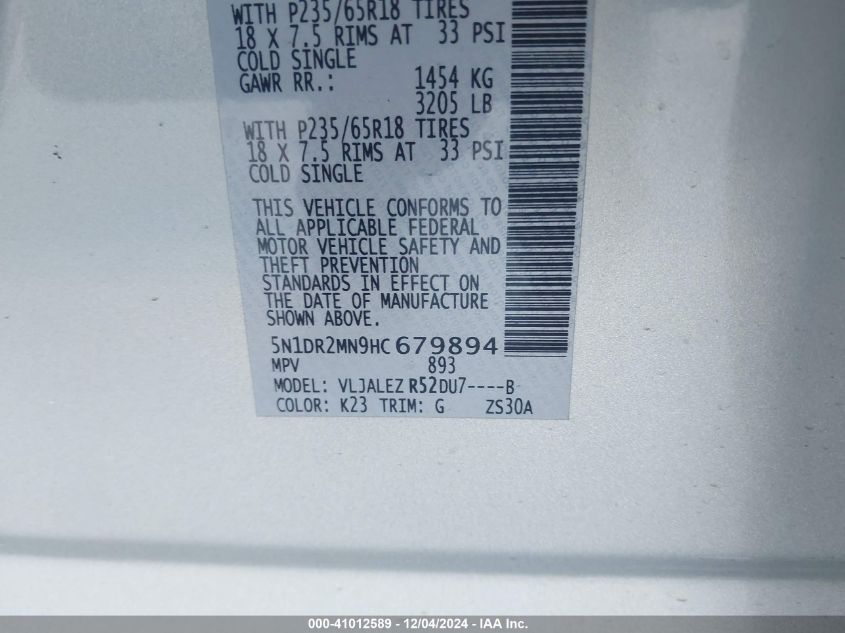 WITH P235/65R18 TIRES
18 X 7.5 RIMS AT 33 PSI
COLD SINGLE
GAWR RR.: 1454 KG
3205 LB
WITH P235/65R18 TIRES
18 X 7.5 RIMS AT 33 PSI
COLD SINGLE
THIS VEHICLE CONFORMS TO
ALL APPLICABLE FEDERAL
MOTOR VEHICLE SAFETY AND
THEFT PREVENTION
STANDARDS IN EFFECT ON
THE DATE OF MANUFACTURE
SHOWN ABOVE.
5N1DR2MN9HC 679894
MPV 893
MODEL: VLJALEZ R52DU7----B
COLOR: K23 TRIM: G ZS30A
000-41012589 - 12/04/2024 - IAA Inc.